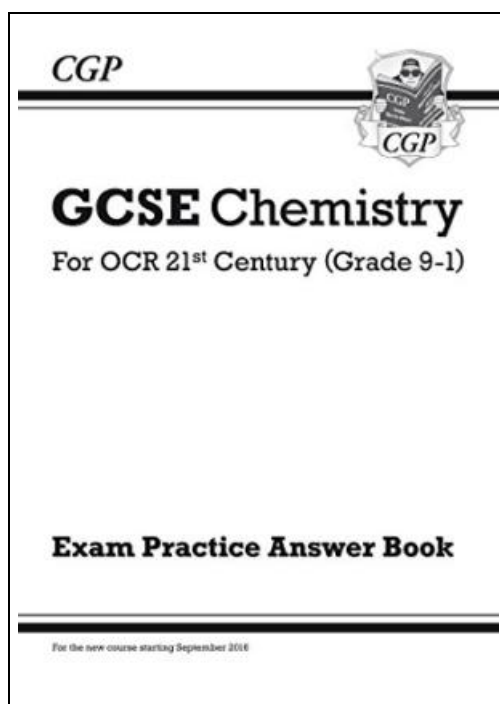 CGP
CGP
CGP
GCSE Chemistry
For OCR 21st Century (Grade 9-1)
Exam Practice Answer Book
For the new course starting September 2016